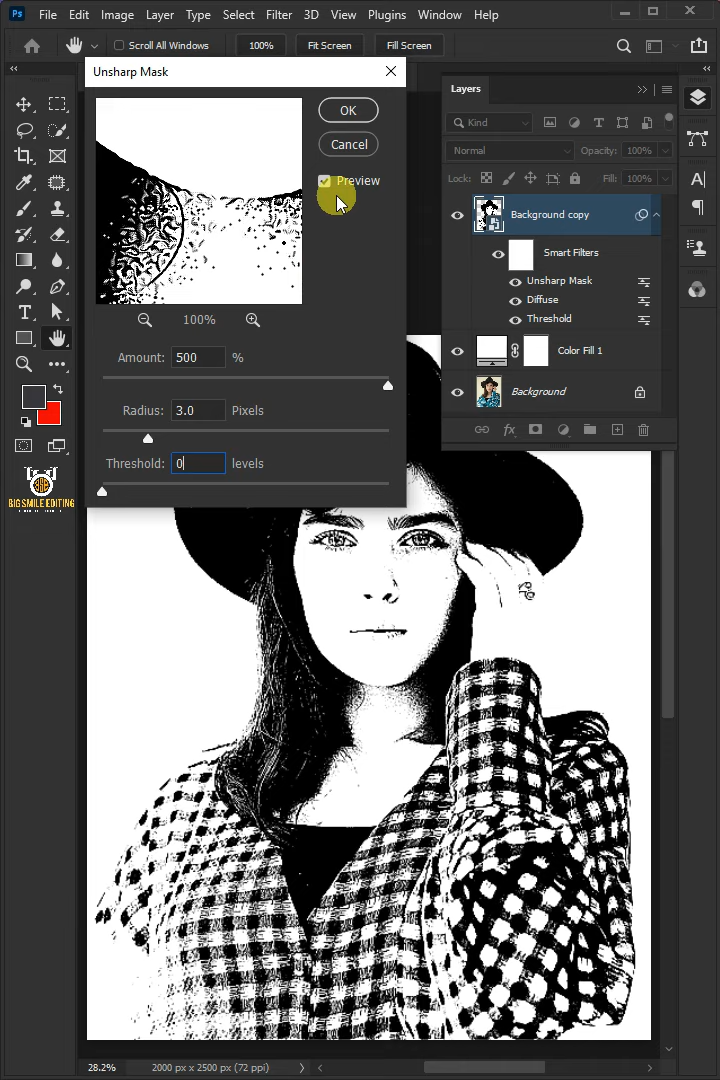 Ps File Edit Image Layer Type Select Filter 3D View Plugins Window Help
Scroll All Windows 100% Fit Screen Fill Screen
Unsharp Mask
OK
Cancel
Preview
100%
Amount: 500 %
Radius: 3.0 Pixels
Threshold: 0 levels
Layers
Kind
Normal Opacity: 100%
Lock: Fill: 100%
Background copy
Smart Filters
Unsharp Mask
Diffuse
Threshold
Color Fill 1
Background
BIG SMILE EDITING
28.2% 2000 px x 2500 px (72 ppi)